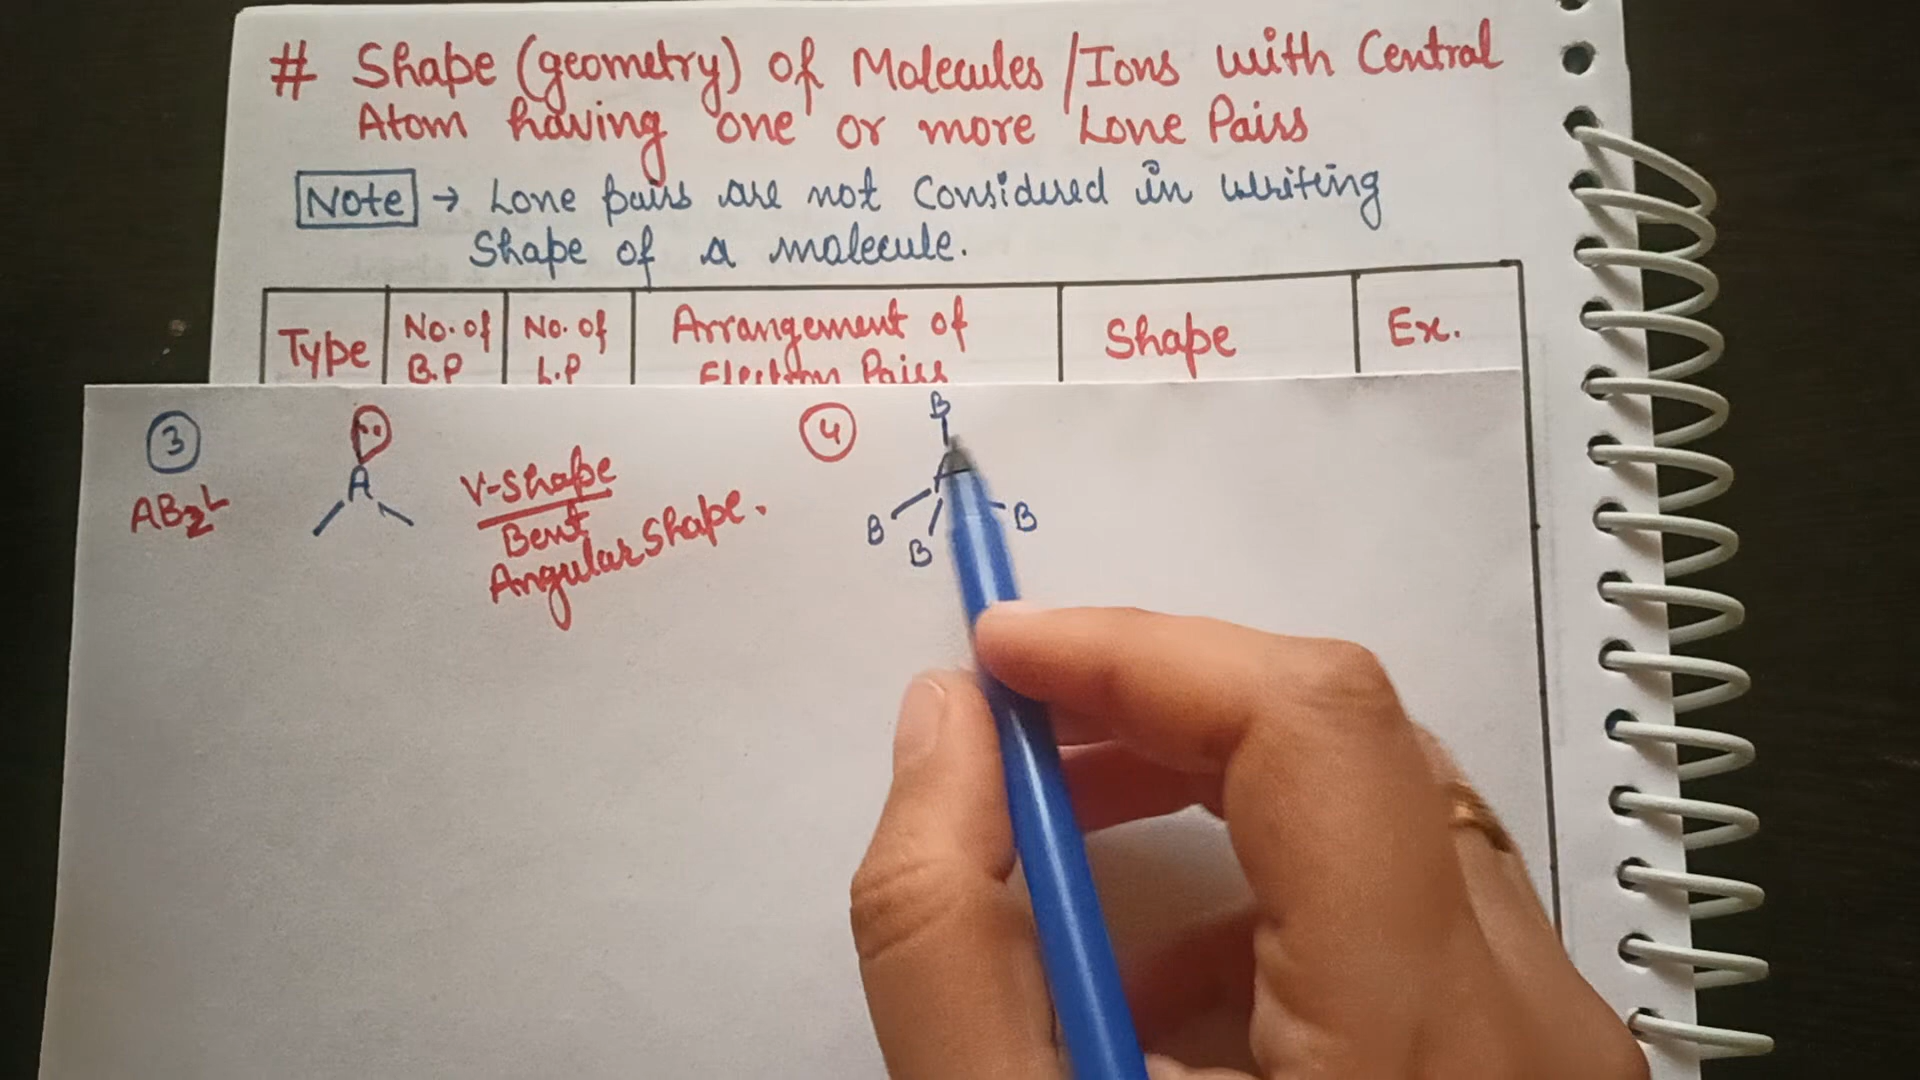 # Shape (geometry) of Molecules / Ions with Central
Atom having one or more Lone Pairs
Note → Lone pairs are not Considered in writing
Shape of a molecule.
Type
No. of
B.P
No. of
L.P
Arrangement of
Electron Pairs
Shape
Ex.
3
AB2L
A
V-Shape
Bent
Angular Shape.
4
B
B
B
B